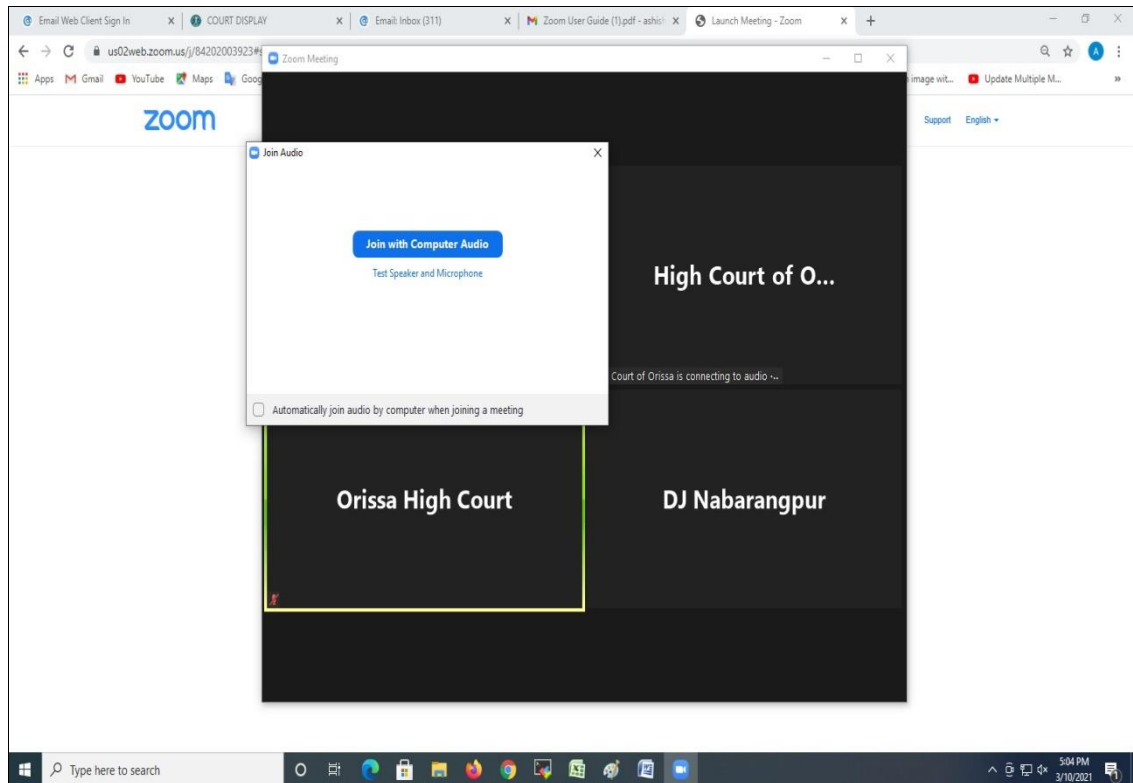 Email Web Client Sign In
COURT DISPLAY
Email: Inbox (311)
Zoom User Guide (1).pdf - ashish
Launch Meeting - Zoom
us02web.zoom.us/j/84202003923#s
A
Apps
Gmail
YouTube
Maps
Goog
image wit...
Update Multiple M...
zoom
Support
English
Zoom Meeting
Join Audio
Join with Computer Audio
Test Speaker and Microphone
Automatically join audio by computer when joining a meeting
High Court of O...
Court of Orissa is connecting to audio ·...
Orissa High Court
DJ Nabarangpur
Type here to search
5:04 PM
3/10/2021